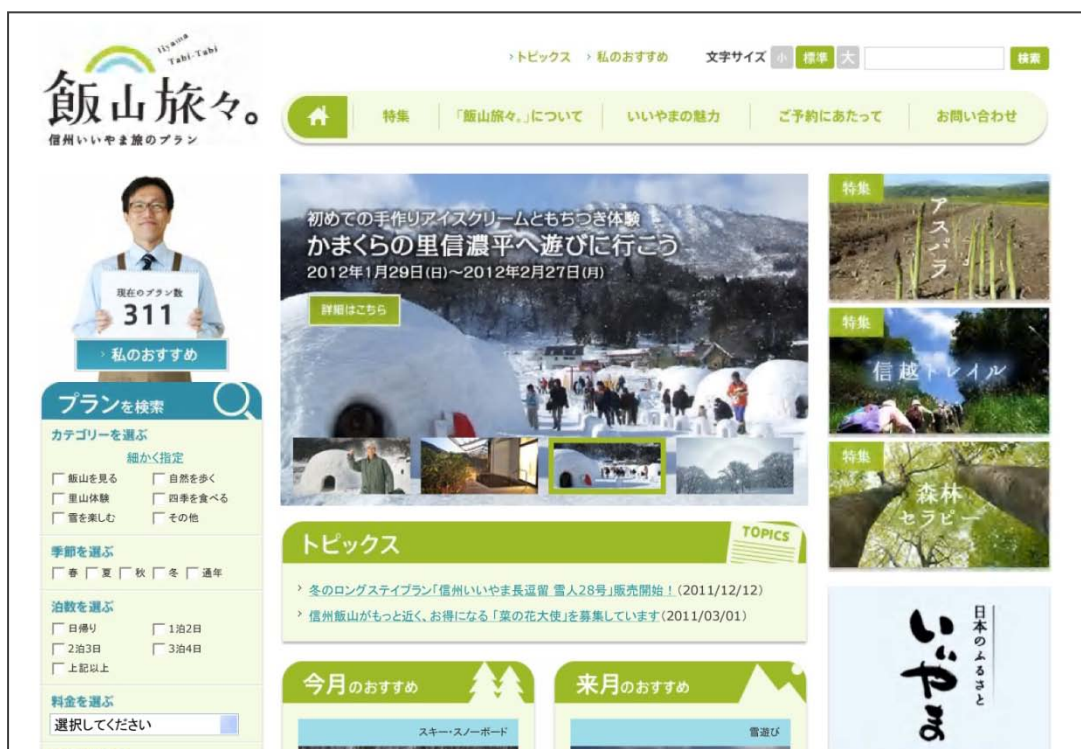 Iiyama
Tabi-Tabi
飯山旅々。
信州いいやま旅のプラン
トピックス
私のおすすめ
文字サイズ 小 標準 大
検索
特集
「飯山旅々。」について
いいやまの魅力
ご予約にあたって
お問い合わせ
現在のプラン数
311
私のおすすめ
プランを検索
カテゴリーを選ぶ
細かく指定
飯山を見る 自然を歩く
里山体験 四季を食べる
雪を楽しむ その他
季節を選ぶ
春 夏 秋 冬 通年
泊数を選ぶ
日帰り 1泊2日
2泊3日 3泊4日
上記以上
料金を選ぶ
選択してください
初めての手作りアイスクリームともちつき体験
かまくらの里信濃平へ遊びに行こう
2012年1月29日(日)~2012年2月27日(月)
詳細はこちら
トピックス
TOPICS
冬のロングステイプラン「信州いいやま長逗留 雪人28号」販売開始!(2011/12/12)
信州飯山がもっと近く、お得になる「菜の花大使」を募集しています(2011/03/01)
今月のおすすめ
スキー・スノーボード
来月のおすすめ
雪遊び
特集
アスパラ
特集
信越トレイル
特集
森林
セラピー
日本のふるさと
いいやま